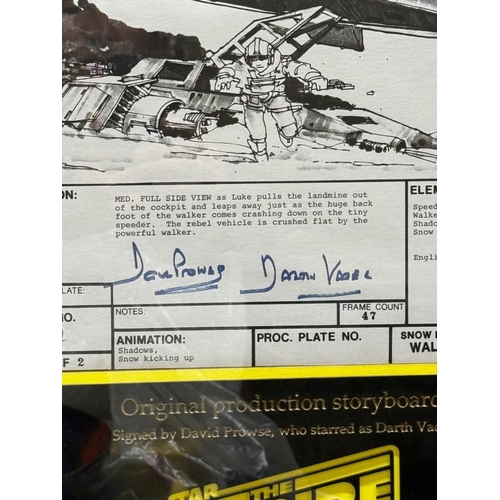 ON:
MED. FULL SIDE VIEW as Luke pulls the landmine out
of the cockpit and leaps away just as the huge back
foot of the walker comes crashing down on the tiny
speeder. The rebel vehicle is crushed flat by the
powerful walker.
ELEM
Speed
Walke
Shado
Snow
Engli
Dave Prowse Darth Vader
LATE:
NO.
OF 2
NOTES:
FRAME COUNT
47
ANIMATION:
Shadows,
Snow kicking up
PROC. PLATE NO.
SNOW
WAL
Original production storyboard
Signed by David Prowse, who starred as Darth Vad
STAR
THE